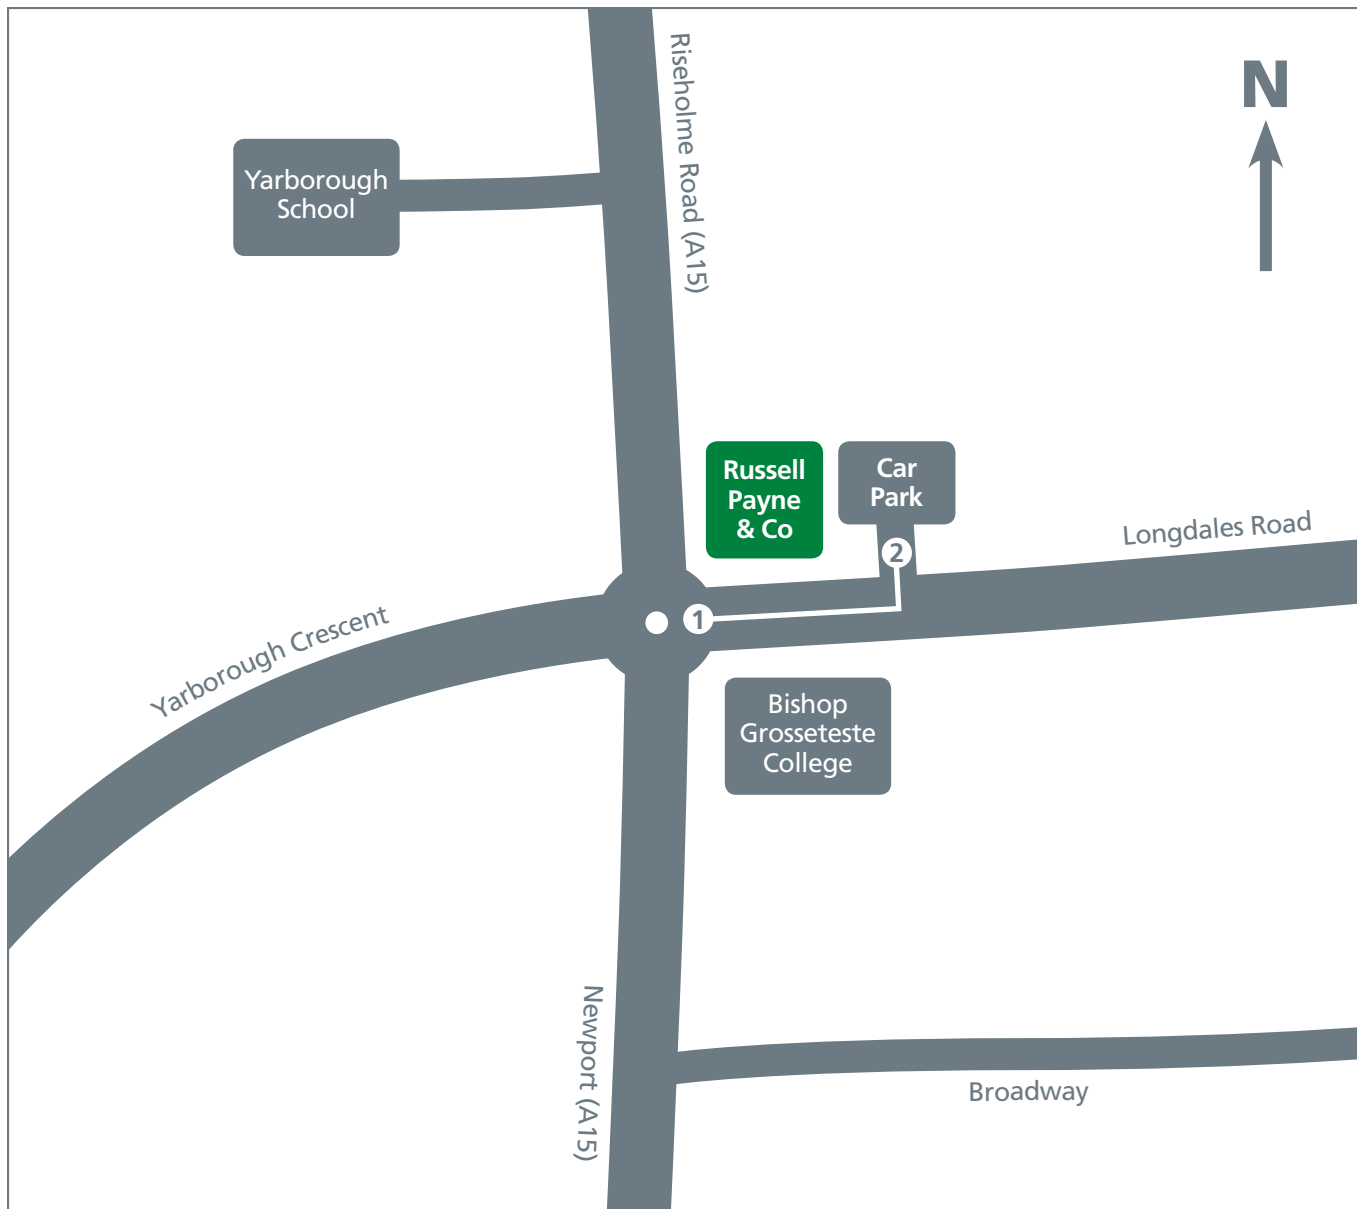 N
Riseholme Road (A15)
Yarborough
School
Russell
Payne
& Co
Car
Park
Longdales Road
2
1
Yarborough Crescent
Bishop
Grosseteste
College
Newport (A15)
Broadway